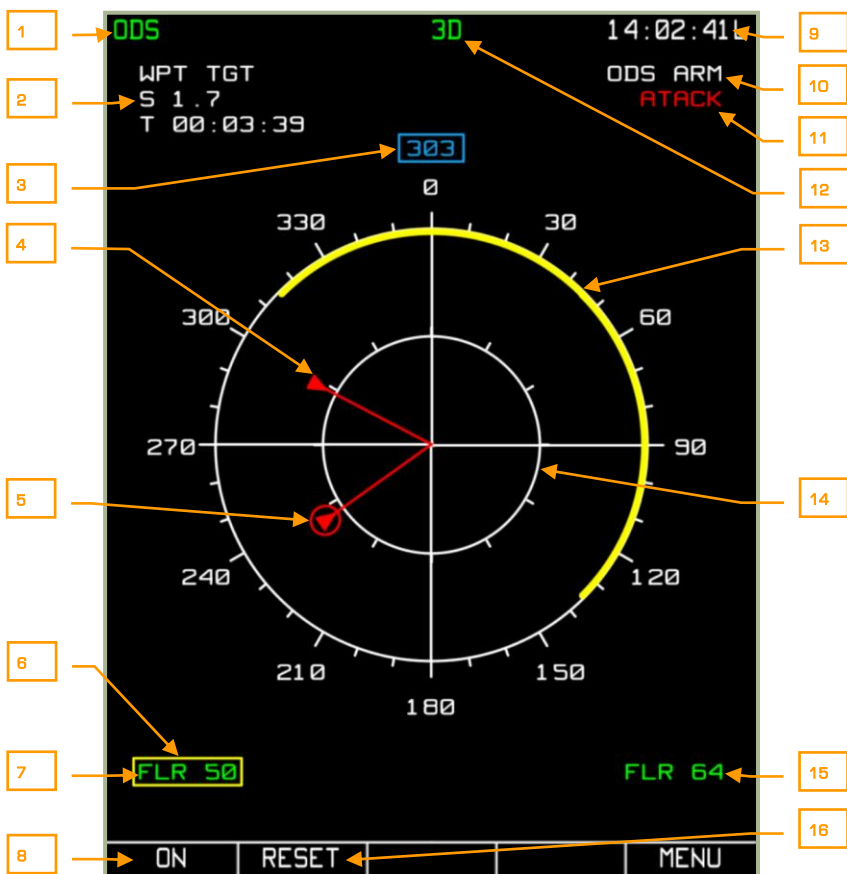 1
ODS
3D
14:02:41L
9
WPT TGT
ODS ARM
10
2
S 1.7
ATACK
T 00:03:39
11
303
3
0
12
330
30
4
13
300
60
270
90
5
14
240
120
210
150
6
180
7
FLR 50
FLR 64
15
16
8
ON
RESET
MENU